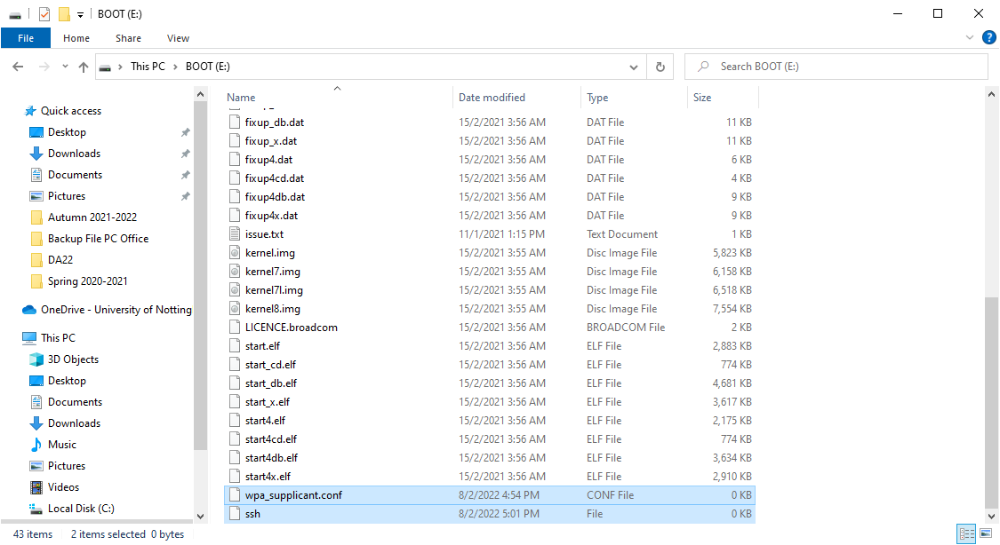 BOOT (E:)
File Home Share View
This PC BOOT (E:) Search BOOT (E:)
Quick access
Desktop
Downloads
Documents
Pictures
Autumn 2021-2022
Backup File PC Office
DA22
Spring 2020-2021
OneDrive - University of Notting
This PC
3D Objects
Desktop
Documents
Downloads
Music
Pictures
Videos
Local Disk (C:)
Name Date modified Type Size
fixup_db.dat 15/2/2021 3:56 AM DAT File 11 KB
fixup_x.dat 15/2/2021 3:56 AM DAT File 11 KB
fixup4.dat 15/2/2021 3:56 AM DAT File 6 KB
fixup4cd.dat 15/2/2021 3:56 AM DAT File 4 KB
fixup4db.dat 15/2/2021 3:56 AM DAT File 9 KB
fixup4x.dat 15/2/2021 3:56 AM DAT File 9 KB
issue.txt 11/1/2021 1:15 PM Text Document 1 KB
kernel.img 15/2/2021 3:55 AM Disc Image File 5,823 KB
kernel7.img 15/2/2021 3:55 AM Disc Image File 6,158 KB
kernel7l.img 15/2/2021 3:55 AM Disc Image File 6,518 KB
kernel8.img 15/2/2021 3:55 AM Disc Image File 7,554 KB
LICENCE.broadcom 15/2/2021 3:56 AM BROADCOM File 2 KB
start.elf 15/2/2021 3:56 AM ELF File 2,883 KB
start_cd.elf 15/2/2021 3:56 AM ELF File 774 KB
start_db.elf 15/2/2021 3:56 AM ELF File 4,681 KB
start_x.elf 15/2/2021 3:56 AM ELF File 3,617 KB
start4.elf 15/2/2021 3:56 AM ELF File 2,175 KB
start4cd.elf 15/2/2021 3:56 AM ELF File 774 KB
start4db.elf 15/2/2021 3:56 AM ELF File 3,634 KB
start4x.elf 15/2/2021 3:56 AM ELF File 2,910 KB
wpa_supplicant.conf 8/2/2022 4:54 PM CONF File 0 KB
ssh 8/2/2022 5:01 PM File 0 KB
43 items 2 items selected 0 bytes